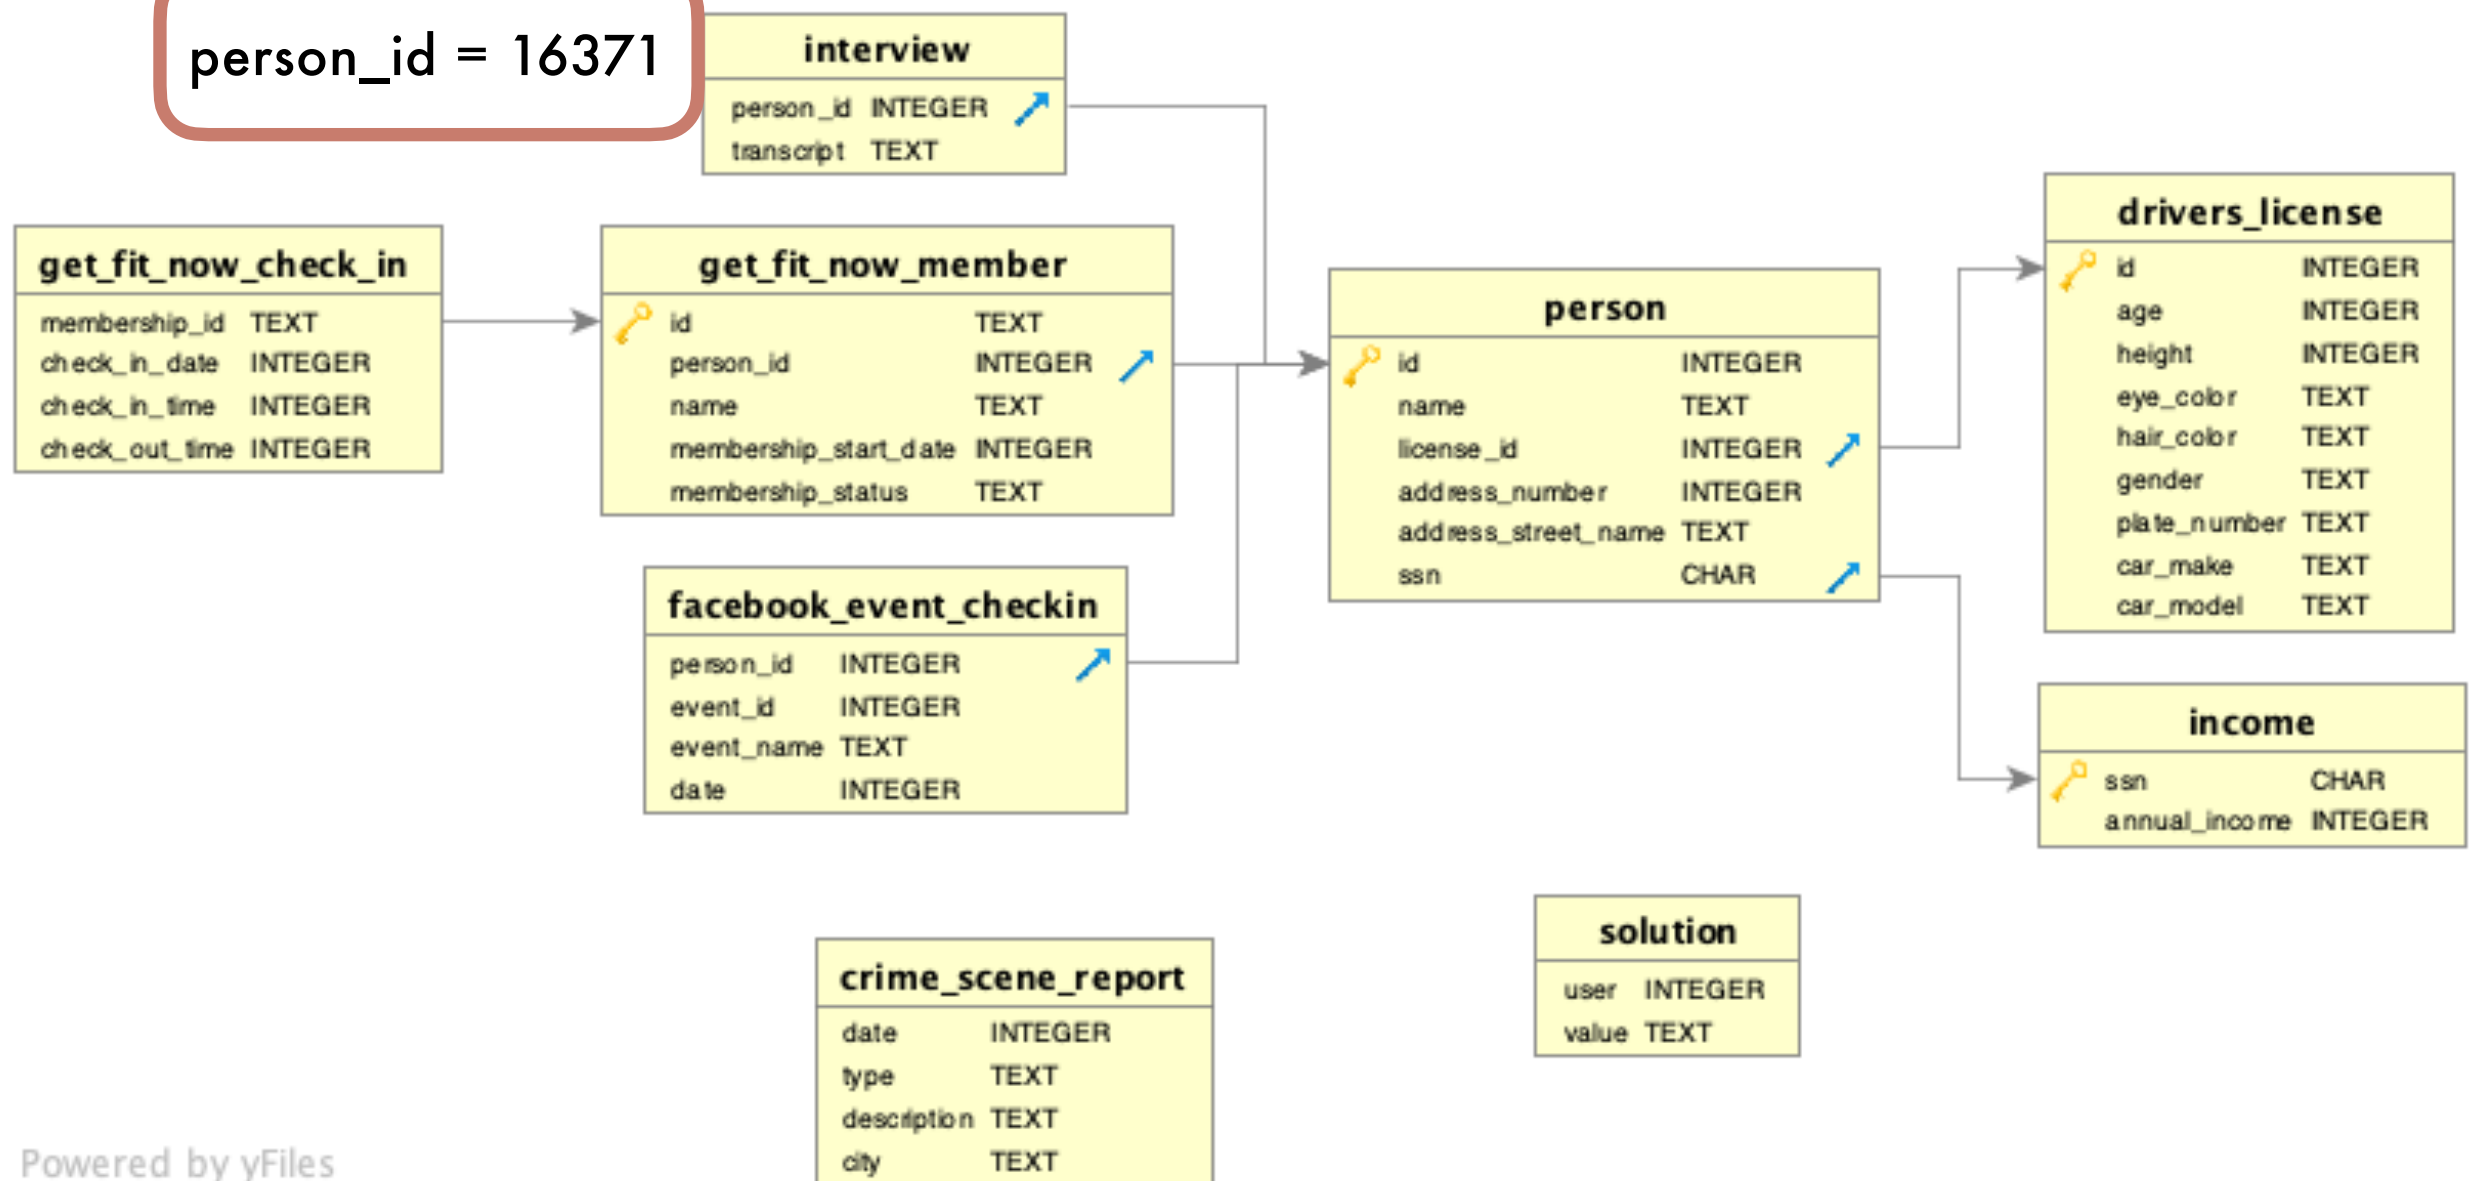 person_id = 16371
interview
person_id INTEGER
transcript TEXT
get_fit_now_check_in
membership_id TEXT
check_in_date INTEGER
check_in_time INTEGER
check_out_time INTEGER
get_fit_now_member
id TEXT
person_id INTEGER
name TEXT
membership_start_date INTEGER
membership_status TEXT
facebook_event_checkin
person_id INTEGER
event_id INTEGER
event_name TEXT
date INTEGER
person
id INTEGER
name TEXT
license_id INTEGER
address_number INTEGER
address_street_name TEXT
ssn CHAR
drivers_license
id INTEGER
age INTEGER
height INTEGER
eye_color TEXT
hair_color TEXT
gender TEXT
plate_number TEXT
car_make TEXT
car_model TEXT
income
ssn CHAR
annual_income INTEGER
solution
user INTEGER
value TEXT
crime_scene_report
date INTEGER
type TEXT
description TEXT
city TEXT
Powered by yFiles